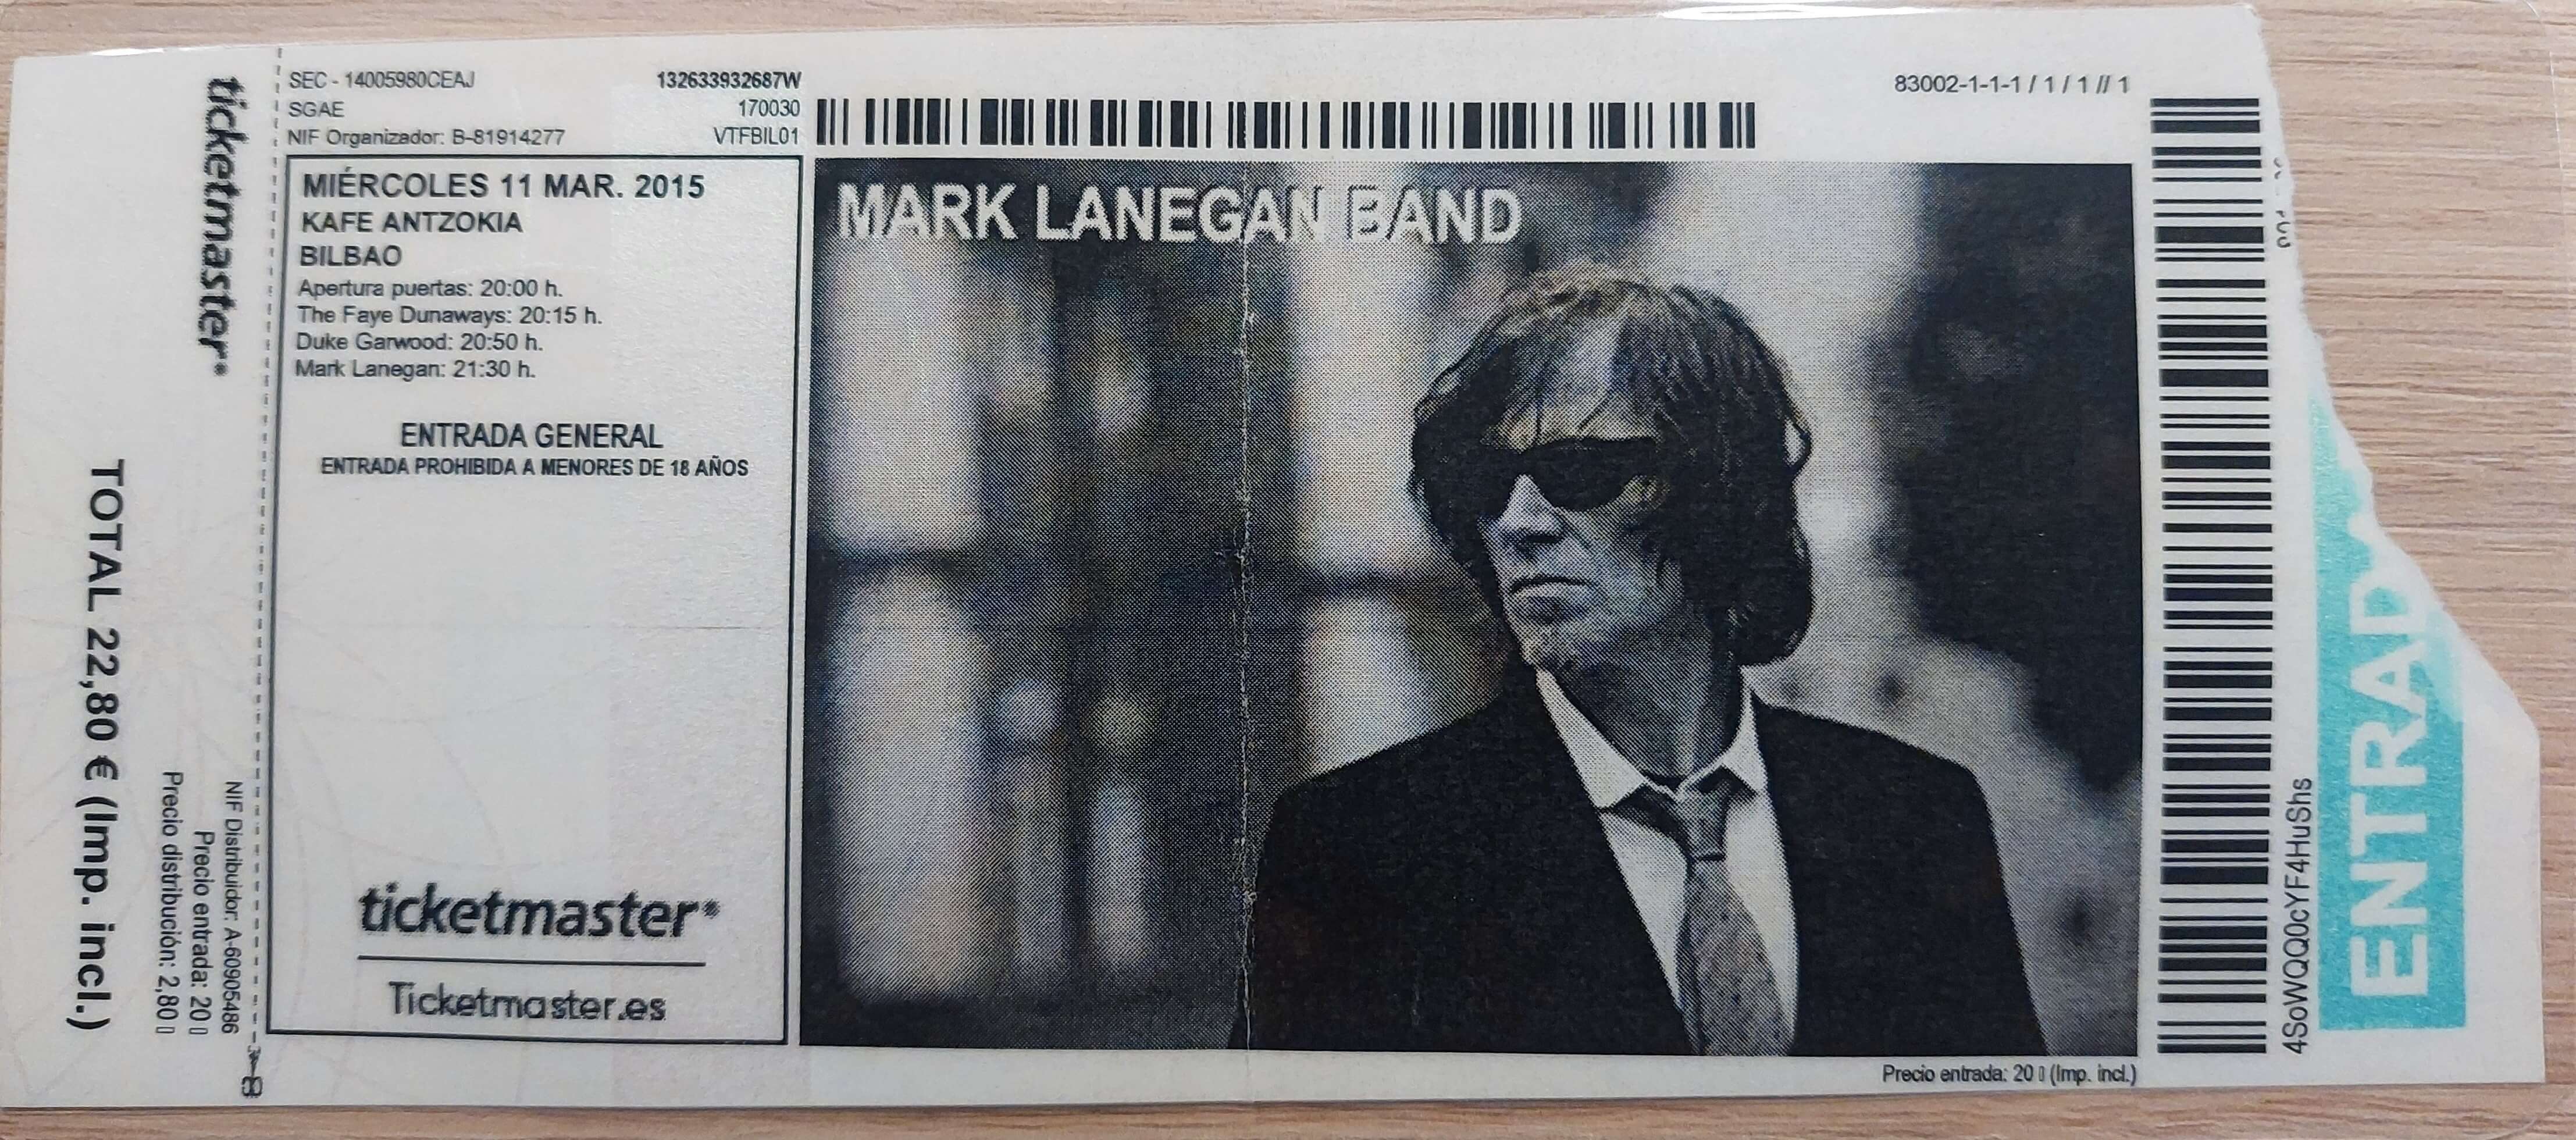 ticketmaster
TOTAL 22,80 € (Imp. incl.)
NIF Distribuidor: A-60905486
Precio entrada: 20
Precio distribución: 2,80
SEC - 14005980CEAJ
SGAE
NIF Organizador: B-81914277
132633932687W
170030
VTFBIL01
MIÉRCOLES 11 MAR. 2015
KAFE ANTZOKIA
BILBAO
Apertura puertas: 20:00 h.
The Faye Dunaways: 20:15 h.
Duke Garwood: 20:50 h.
Mark Lanegan: 21:30 h.
ENTRADA GENERAL
ENTRADA PROHIBIDA A MENORES DE 18 AÑOS
ticketmaster
Ticketmaster.es
83002-1-1-1 / 1 / 1 // 1
MARK LANEGAN BAND
Precio entrada: 20 (Imp. incl.)
4SoWQQ0cYF4HuShs
ENTRADA